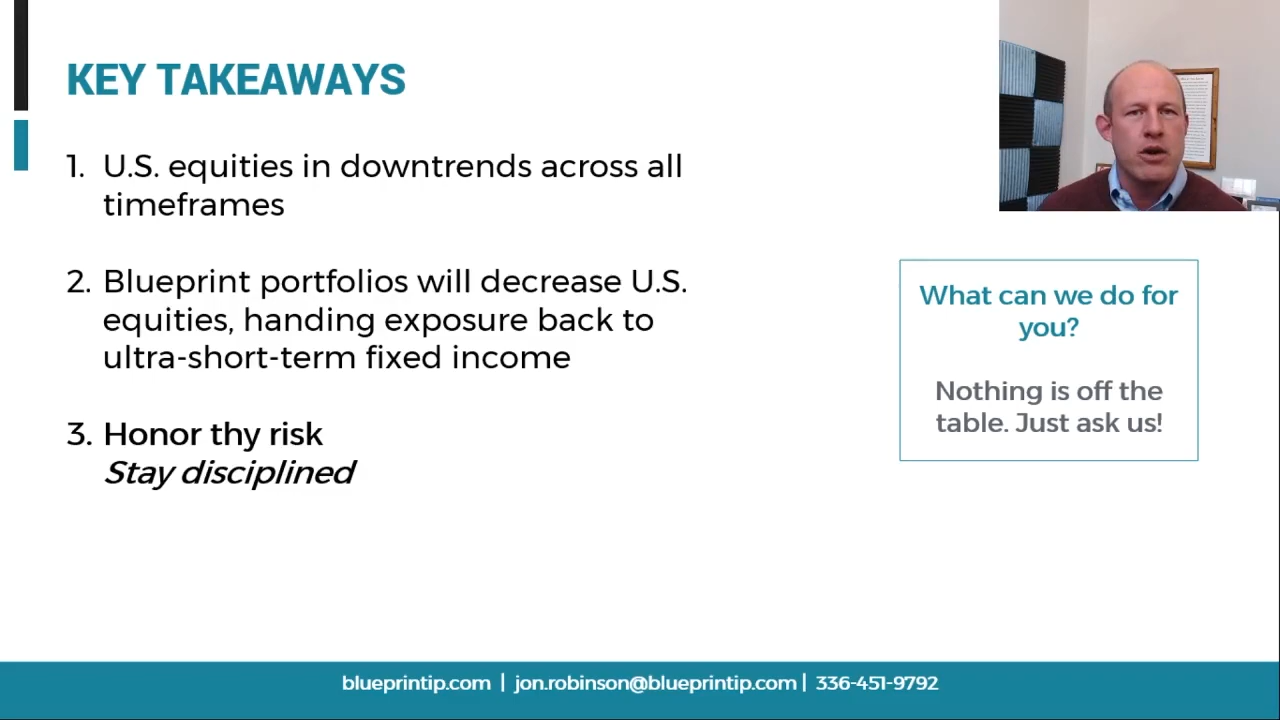 KEY TAKEAWAYS
1. U.S. equities in downtrends across all
timeframes
2. Blueprint portfolios will decrease U.S.
equities, handing exposure back to
ultra-short-term fixed income
3. Honor thy risk
Stay disciplined
What can we do for
you?
Nothing is off the
table. Just ask us!
blueprintip.com | jon.robinson@blueprintip.com | 336-451-9792